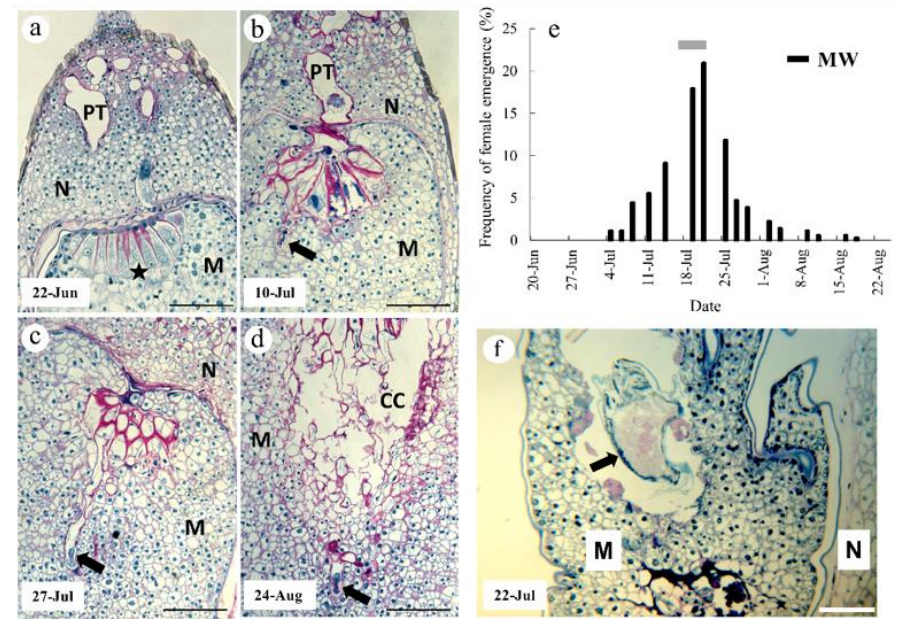 a
PT
N
M
22-Jun
b
PT
N
M
10-Jul
c
N
M
27-Jul
d
CC
M
24-Aug
e
MW
Frequency of female emergence (%)
25
20
15
10
5
0
20-Jun
27-Jun
4-Jul
11-Jul
18-Jul
25-Jul
1-Aug
8-Aug
15-Aug
22-Aug
Date
f
M
N
22-Jul